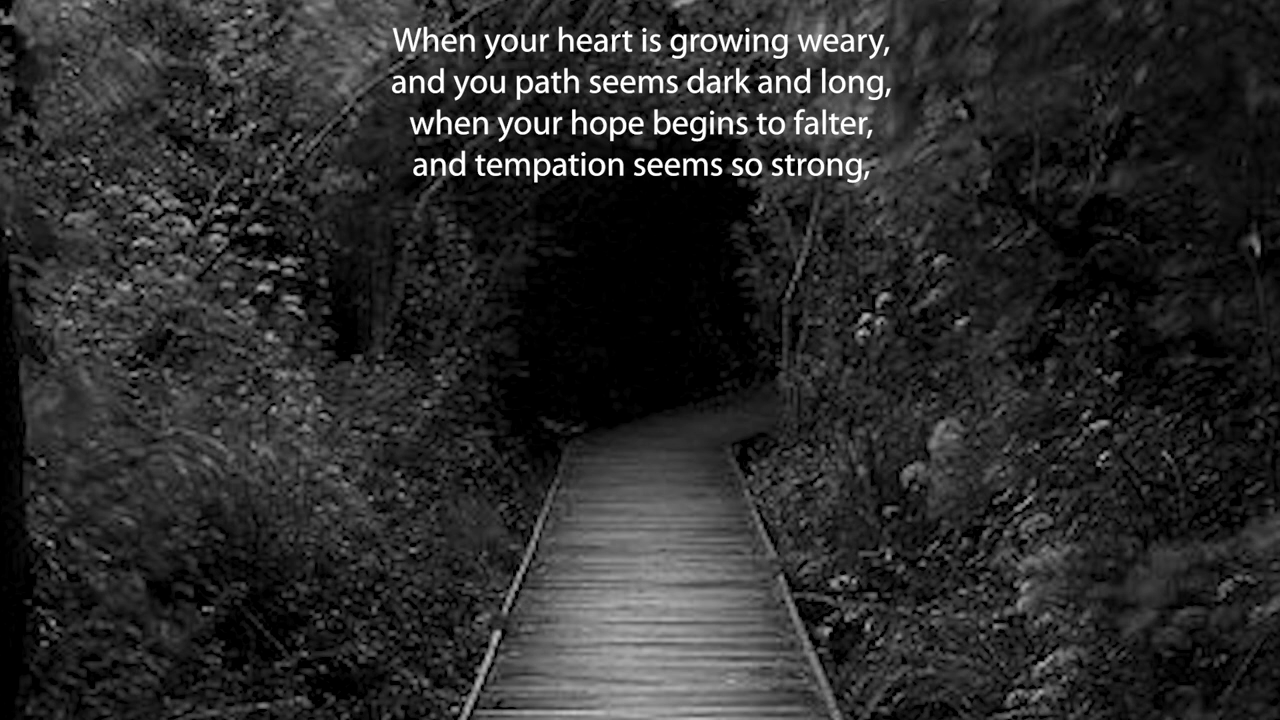 When your heart is growing weary,
and you path seems dark and long,
when your hope begins to falter,
and tempation seems so strong,